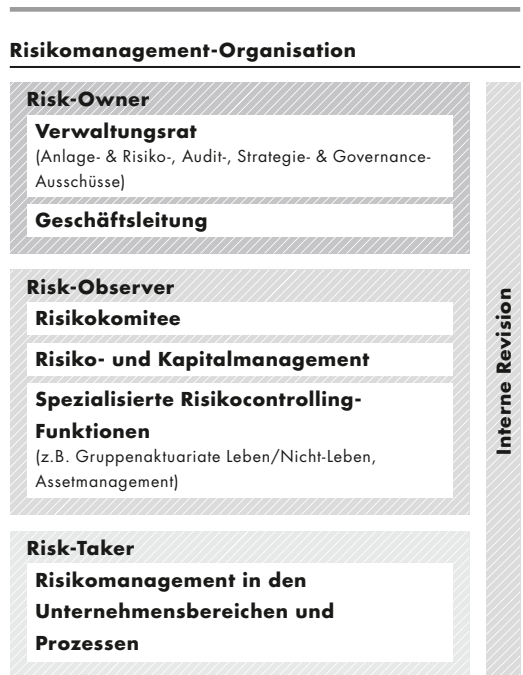 Risikomanagement-Organisation
Risk-Owner
Verwaltungsrat
(Anlage- & Risiko-, Audit-, Strategie- & Governance-
Ausschüsse)
Geschäftsleitung
Risk-Observer
Risikokomitee
Risiko- und Kapitalmanagement
Spezialisierte Risikocontrolling-
Funktionen
(z.B. Gruppenaktuariate Leben/Nicht-Leben,
Assetmanagement)
Risk-Taker
Risikomanagement in den
Unternehmensbereichen und
Prozessen
Interne Revision